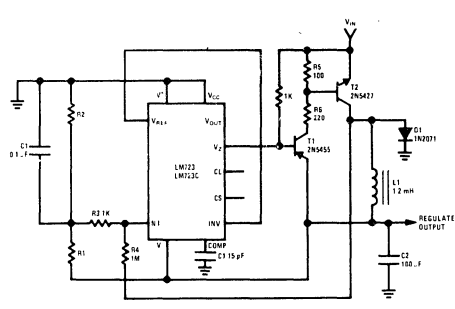 VIN
R5
100
T2
2N5427
1K
R6
220
V+
VCC
R2
VREF
VOUT
T1
2N5455
D1
1N2071
C1
0.1 µF
VZ
LM723
LM723C
CL
L1
1.2 mH
CS
R3 1K
NI
INV
REGULATE
OUTPUT
R1
R4
1M
V
COMP
C1 15 pF
C2
100 µF